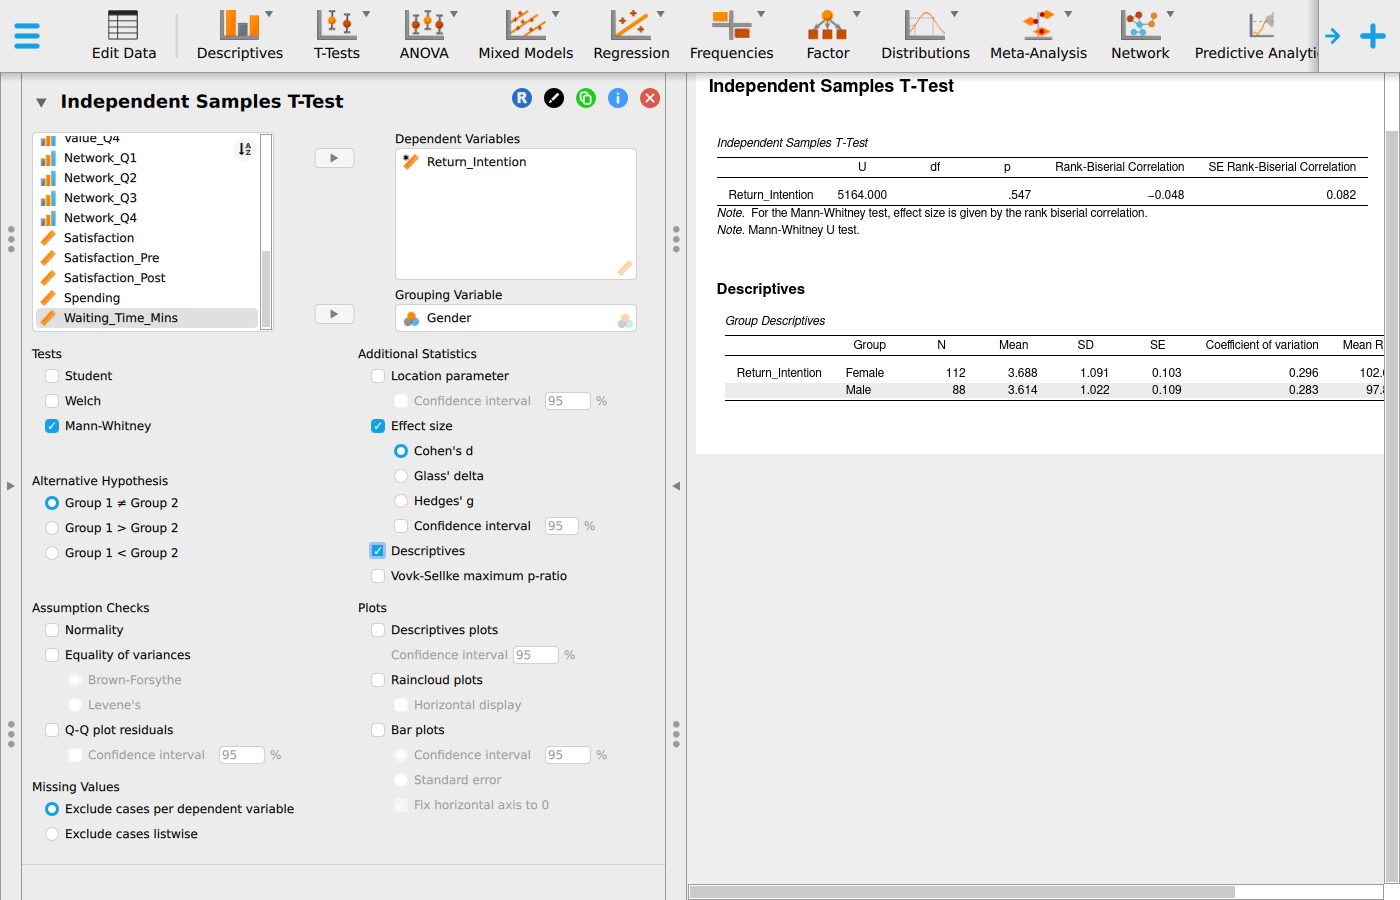 Edit Data
Descriptives
T-Tests
ANOVA
Mixed Models
Regression
Frequencies
Factor
Distributions
Meta-Analysis
Network
Predictive Analyti
Independent Samples T-Test
R
i
Value_Q4
Network_Q1
Network_Q2
Network_Q3
Network_Q4
Satisfaction
Satisfaction_Pre
Satisfaction_Post
Spending
Waiting_Time_Mins
A
Z
Dependent Variables
Return_Intention
Grouping Variable
Gender
Tests
Student
Welch
Mann-Whitney
Alternative Hypothesis
Group 1 ≠ Group 2
Group 1 > Group 2
Group 1 < Group 2
Assumption Checks
Normality
Equality of variances
Brown-Forsythe
Levene's
Q-Q plot residuals
Confidence interval 95 %
Missing Values
Exclude cases per dependent variable
Exclude cases listwise
Additional Statistics
Location parameter
Confidence interval 95 %
Effect size
Cohen's d
Glass' delta
Hedges' g
Confidence interval 95 %
Descriptives
Vovk-Sellke maximum p-ratio
Plots
Descriptives plots
Confidence interval 95 %
Raincloud plots
Horizontal display
Bar plots
Confidence interval 95 %
Standard error
Fix horizontal axis to 0
Independent Samples T-Test
Independent Samples T-Test
U df p Rank-Biserial Correlation SE Rank-Biserial Correlation
Return_Intention 5164.000 .547 −0.048 0.082
Note. For the Mann-Whitney test, effect size is given by the rank biserial correlation.
Note. Mann-Whitney U test.
Descriptives
Group Descriptives
Group N Mean SD SE Coefficient of variation Mean R
Return_Intention Female 112 3.688 1.091 0.103 0.296 102.
Male 88 3.614 1.022 0.109 0.283 97.